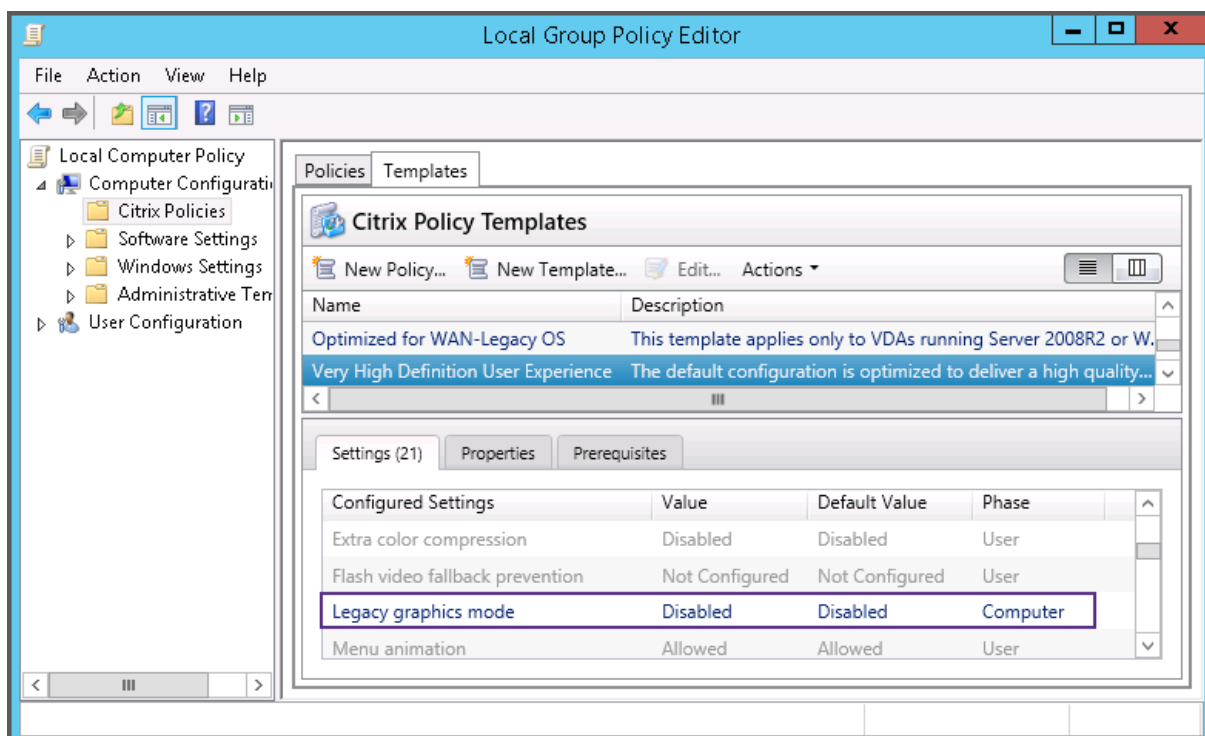 Local Group Policy Editor
File Action View Help
Local Computer Policy
Computer Configurati
Citrix Policies
Software Settings
Windows Settings
Administrative Tem
User Configuration
Policies Templates
Citrix Policy Templates
New Policy... New Template... Edit... Actions
Name Description
Optimized for WAN-Legacy OS This template applies only to VDAs running Server 2008R2 or W.
Very High Definition User Experience The default configuration is optimized to deliver a high quality...
Settings (21) Properties Prerequisites
Configured Settings Value Default Value Phase
Extra color compression Disabled Disabled User
Flash video fallback prevention Not Configured Not Configured User
Legacy graphics mode Disabled Disabled Computer
Menu animation Allowed Allowed User